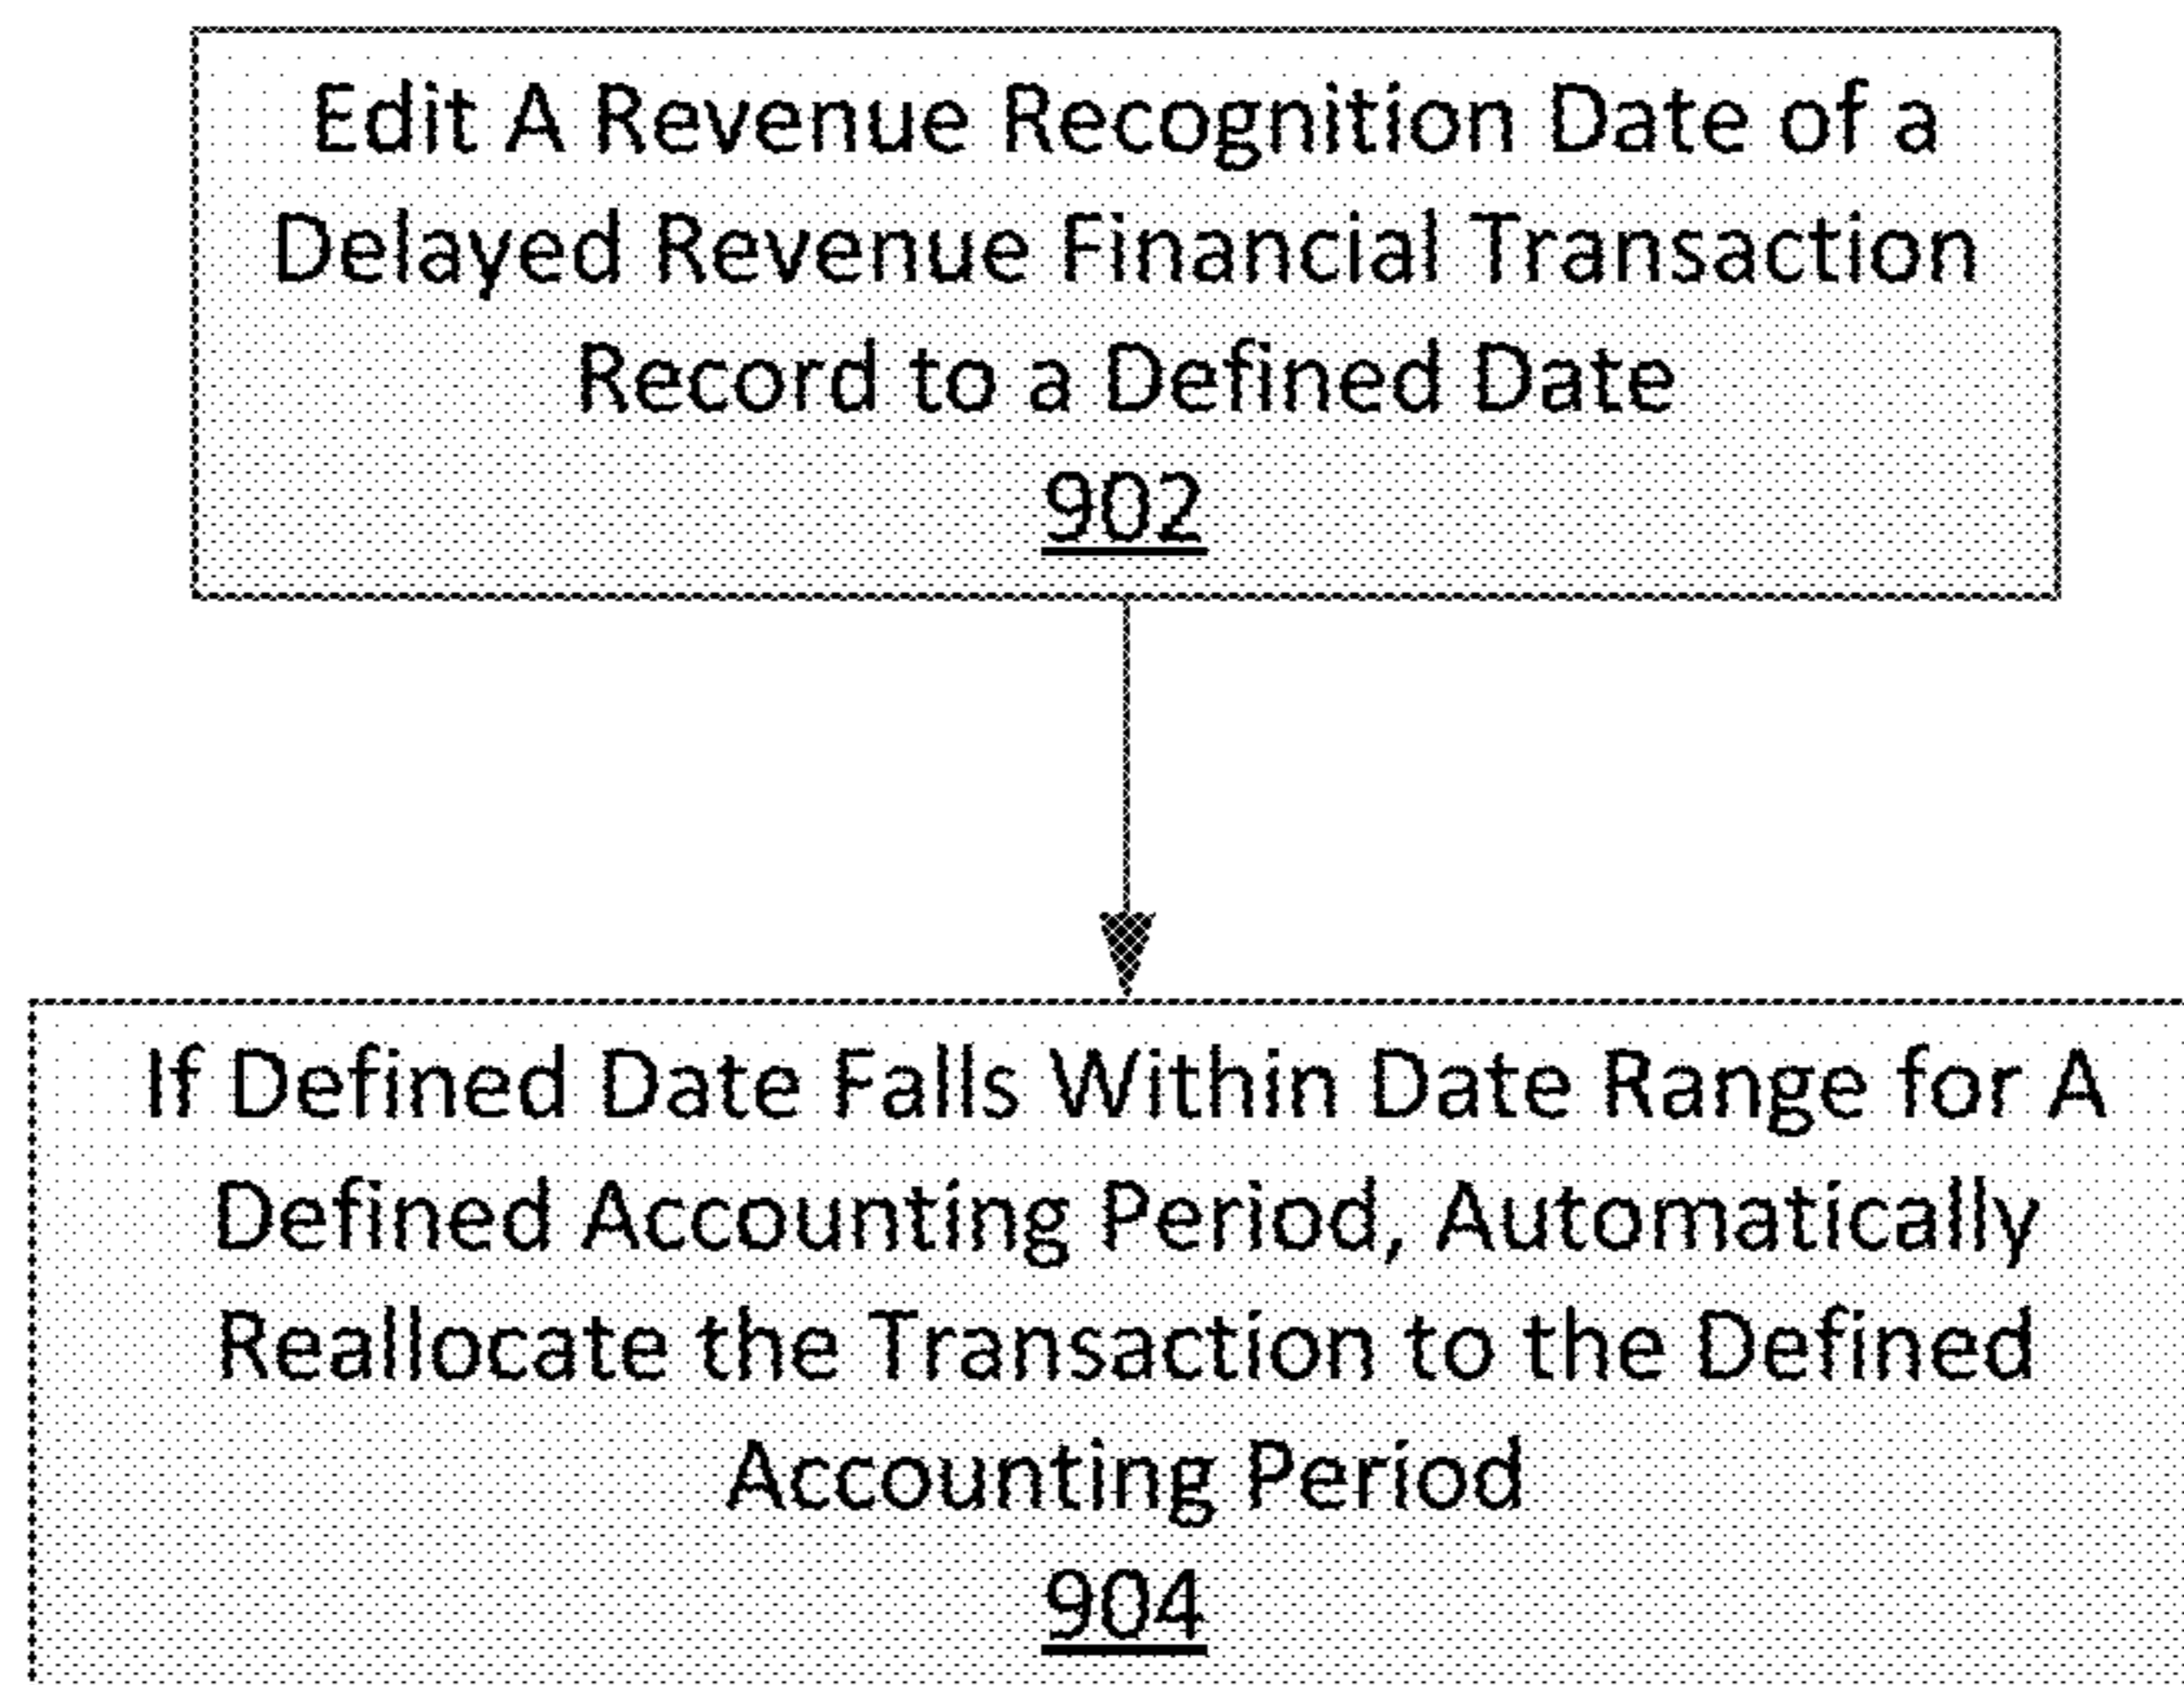 Edit A Revenue Recognition Date of a
Delayed Revenue Financial Transaction
Record to a Defined Date
902
If Defined Date Falls Within Date Range for A
Defined Accounting Period, Automatically
Reallocate the Transaction to the Defined
Accounting Period
904